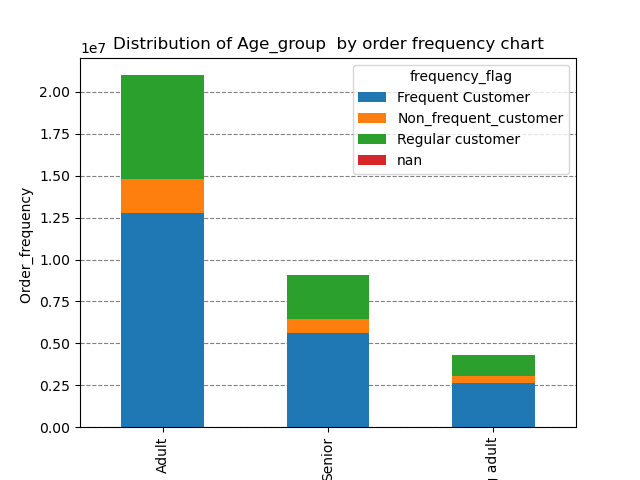 Distribution of Age_group  by order frequency chart
1e7
frequency_flag
Frequent Customer
Non_frequent_customer
Regular customer
nan
Order_frequency
2.00
1.75
1.50
1.25
1.00
0.75
0.50
0.25
0.00
Adult
Senior
adult